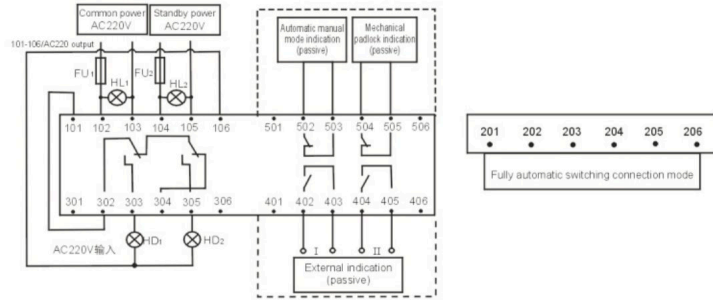 Common power
AC220V
Standby power
AC220V
Automatic manual
mode indication
(passive)
Mechanical
padlock indication
(passive)
101-106/AC220 output
FU1
HL1
FU2
HL2
101 102 103 104 105 106 501 502 503 504 505 506
201 202 203 204 205 206
Fully automatic switching connection mode
301 302 303 304 305 306 401 402 403 404 405 406
HD1
HD2
AC220V输入
I
II
External indication
(passive)